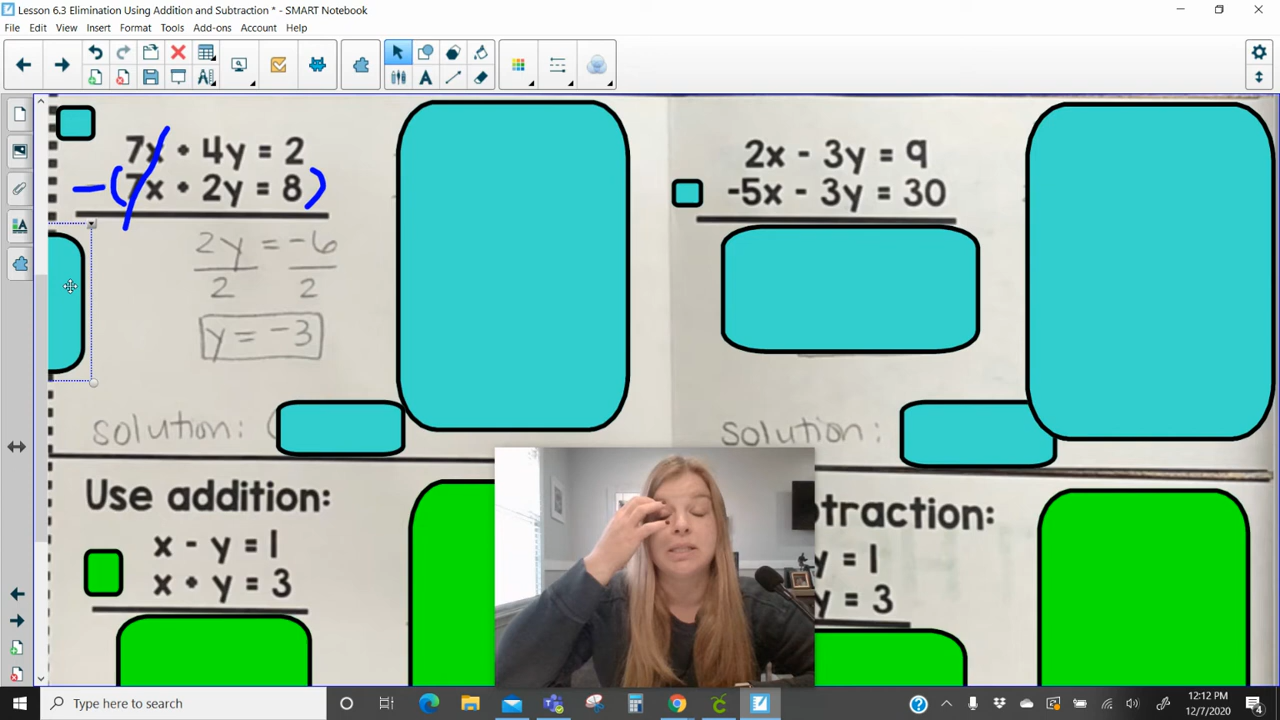 Lesson 6.3 Elimination Using Addition and Subtraction * - SMART Notebook
File Edit View Insert Format Tools Add-ons Account Help
7x + 4y = 2
- (7x + 2y = 8)
2y = -6
2 2
y = -3
solution: (
2x - 3y = 9
-5x - 3y = 30
solution:
Use addition:
x - y = 1
x + y = 3
btraction:
y = 1
y = 3
Type here to search
12:12 PM
12/7/2020
4